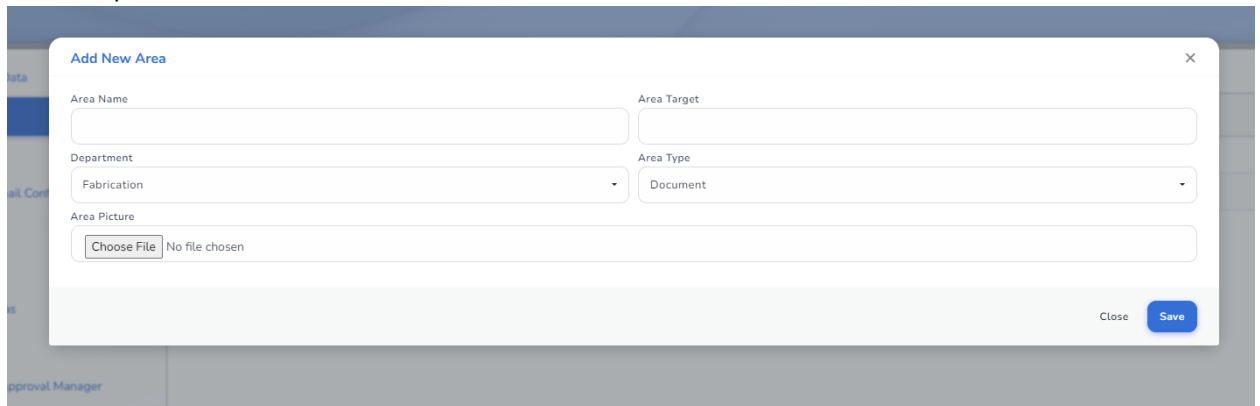 Add New Area
×
Area Name
Area Target
Department
Area Type
Fabrication
Document
Area Picture
Choose File No file chosen
Close
Save
Manager